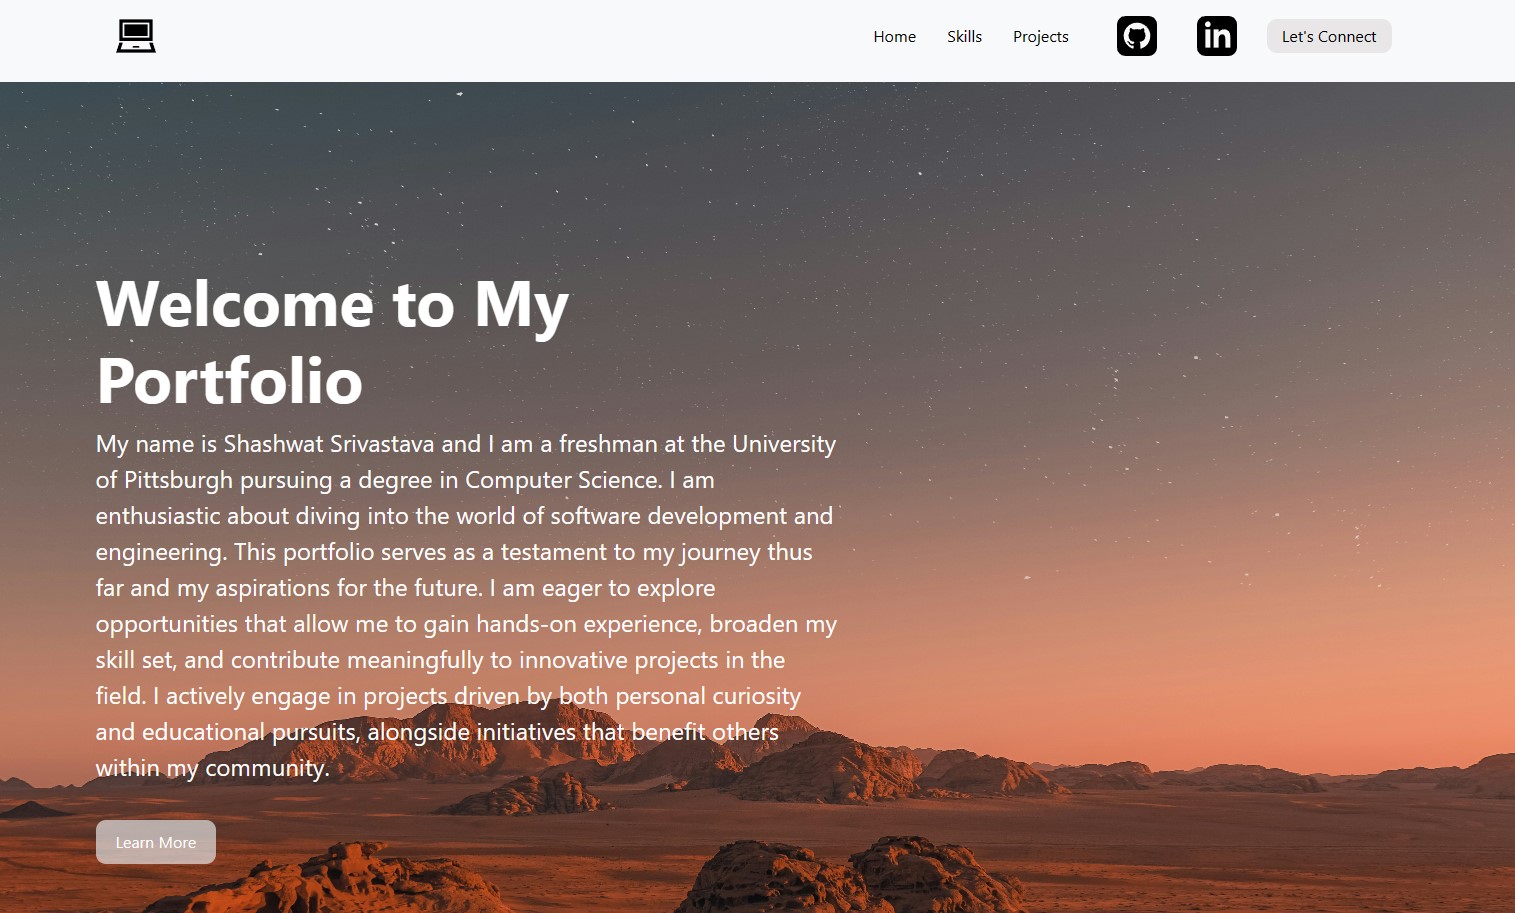 Home Skills Projects in Let's Connect
Welcome to My
Portfolio
My name is Shashwat Srivastava and I am a freshman at the University
of Pittsburgh pursuing a degree in Computer Science. I am
enthusiastic about diving into the world of software development and
engineering. This portfolio serves as a testament to my journey thus
far and my aspirations for the future. I am eager to explore
opportunities that allow me to gain hands-on experience, broaden my
skill set, and contribute meaningfully to innovative projects in the
field. I actively engage in projects driven by both personal curiosity
and educational pursuits, alongside initiatives that benefit others
within my community.
Learn More